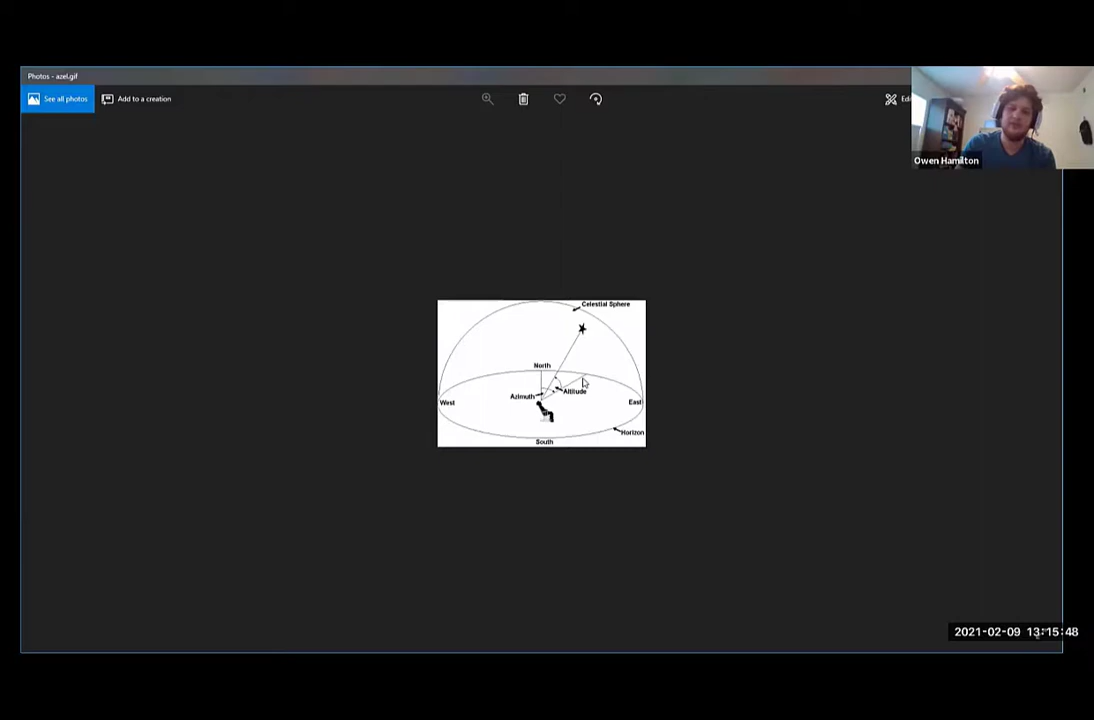 Photos - azel.gif
See all photos
Add to a creation
Owen Hamilton
Celestial Sphere
North
Altitude
Azimuth
West
East
Horizon
South
2021-02-09 13:15:48